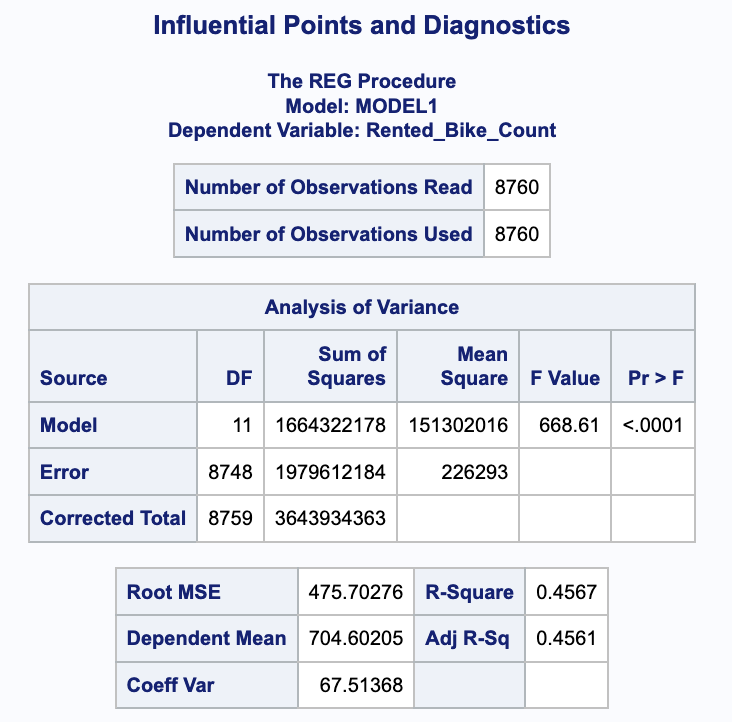 Influential Points and Diagnostics
The REG Procedure
Model: MODEL1
Dependent Variable: Rented_Bike_Count
Number of Observations Read 8760
Number of Observations Used 8760
Analysis of Variance
Source DF Sum of Squares Mean Square F Value Pr > F
Model 11 1664322178 151302016 668.61 <.0001
Error 8748 1979612184 226293
Corrected Total 8759 3643934363
Root MSE 475.70276 R-Square 0.4567
Dependent Mean 704.60205 Adj R-Sq 0.4561
Coeff Var 67.51368